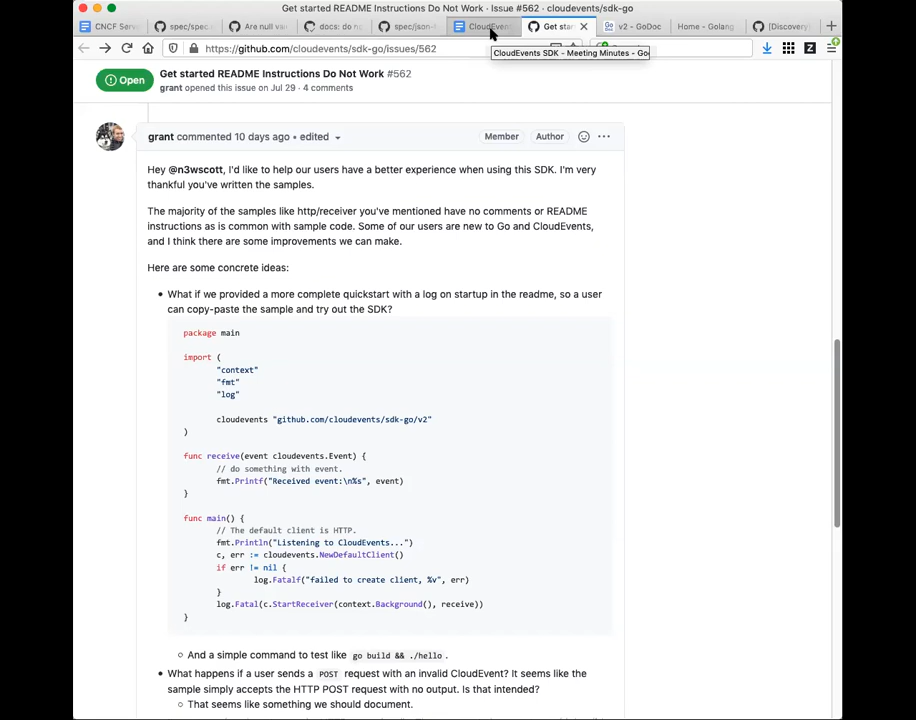 Get started README Instructions Do Not Work · Issue #562 · cloudevents/sdk-go
CNCF Serve
spec/spec.
Are null va
docs: do no
spec/json-f
CloudEven
Get star
v2 - GoDoc
Home - Golang
[Discovery]
https://github.com/cloudevents/sdk-go/issues/562
CloudEvents SDK - Meeting Minutes - Go
Open
Get started README Instructions Do Not Work #562
grant opened this issue on Jul 29 · 4 comments
grant commented 10 days ago • edited
Member
Author
Hey @n3wscott, I'd like to help our users have a better experience when using this SDK. I'm very
thankful you've written the samples.
The majority of the samples like http/receiver you've mentioned have no comments or README
instructions as is common with sample code. Some of our users are new to Go and CloudEvents,
and I think there are some improvements we can make.
Here are some concrete ideas:
• What if we provided a more complete quickstart with a log on startup in the readme, so a user
can copy-paste the sample and try out the SDK?
package main
import (
"context"
"fmt"
"log"
cloudevents "github.com/cloudevents/sdk-go/v2"
)
func receive(event cloudevents.Event) {
// do something with event.
fmt.Printf("Received event:\n%s", event)
}
func main() {
// The default client is HTTP.
fmt.Println("Listening to CloudEvents...")
c, err := cloudevents.NewDefaultClient()
if err != nil {
log.Fatalf("failed to create client, %v", err)
}
log.Fatal(c.StartReceiver(context.Background(), receive))
}
○ And a simple command to test like go build && ./hello .
• What happens if a user sends a POST request with an invalid CloudEvent? It seems like the
sample simply accepts the HTTP POST request with no output. Is that intended?
○ That seems like something we should document.